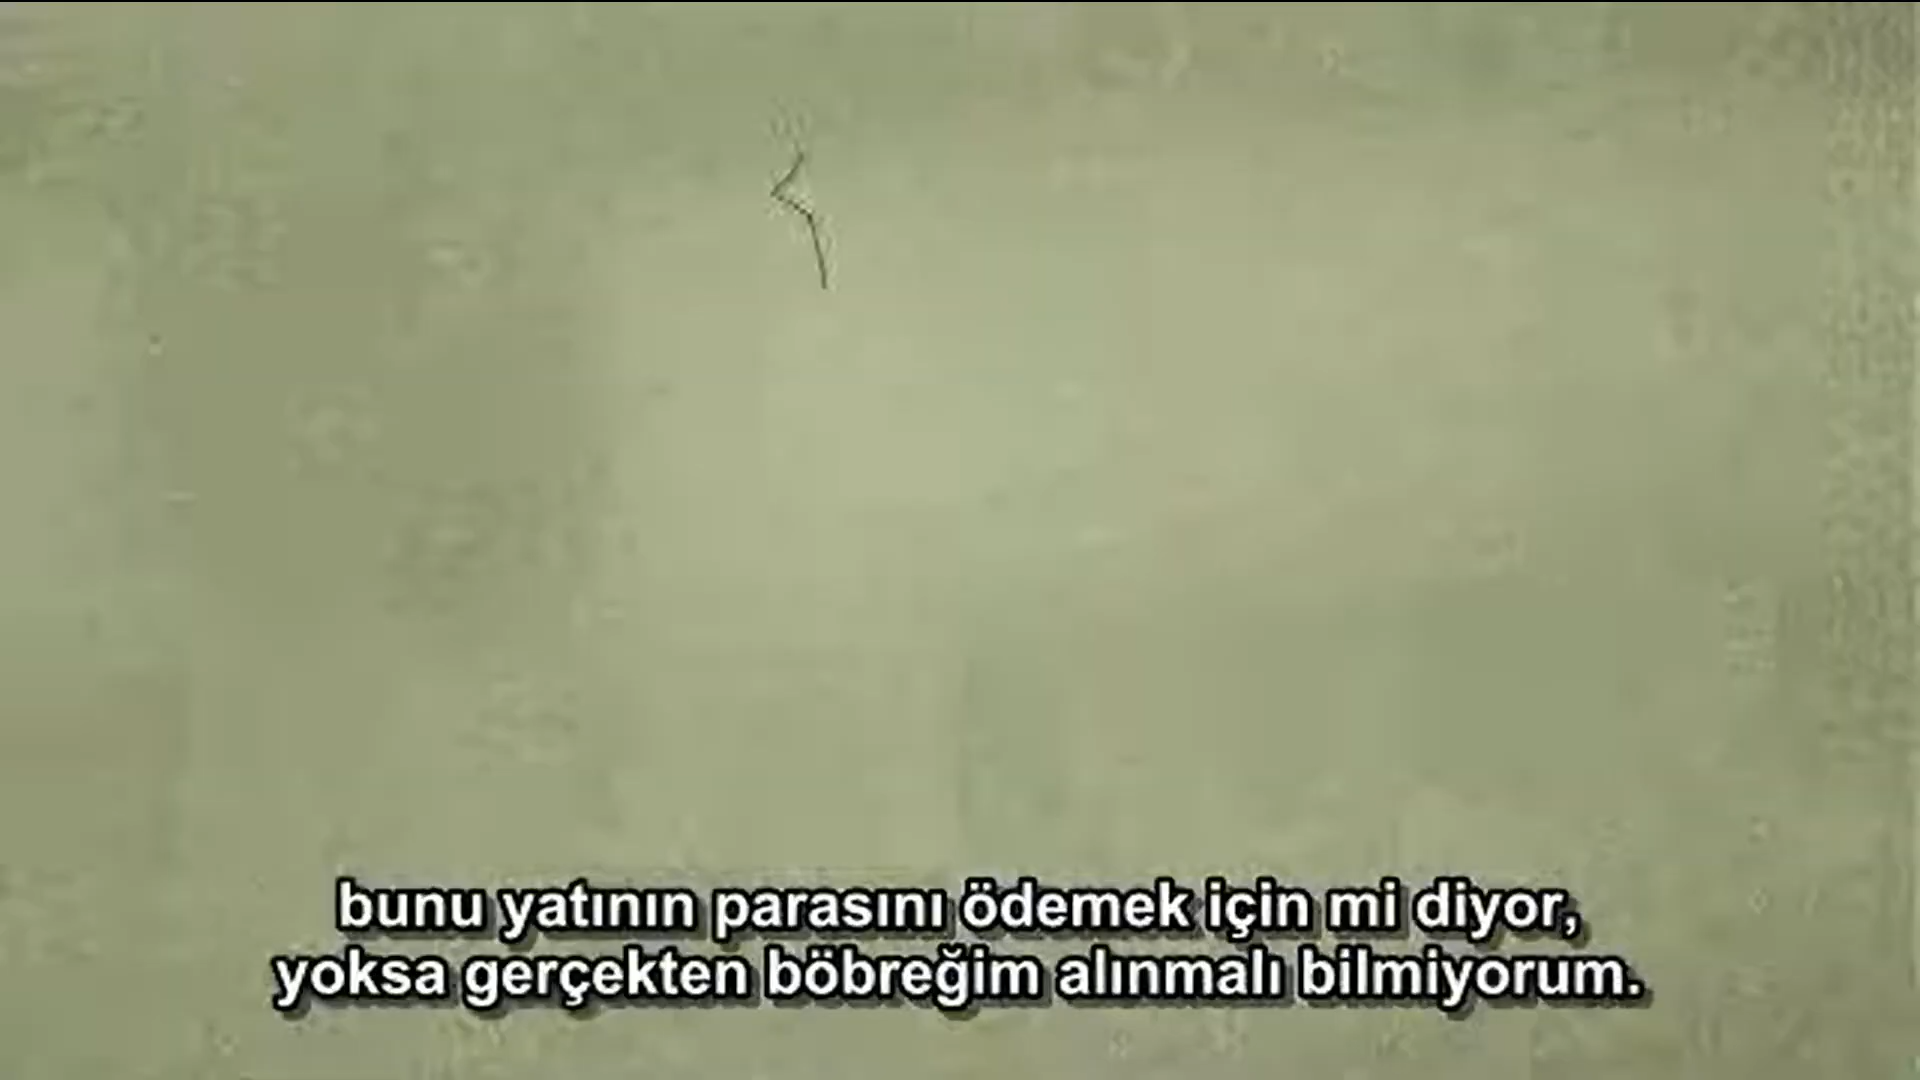 bunu yatının parasını ödemek için mi diyor,
yoksa gerçekten böbreğim alınmalı bilmiyorum.